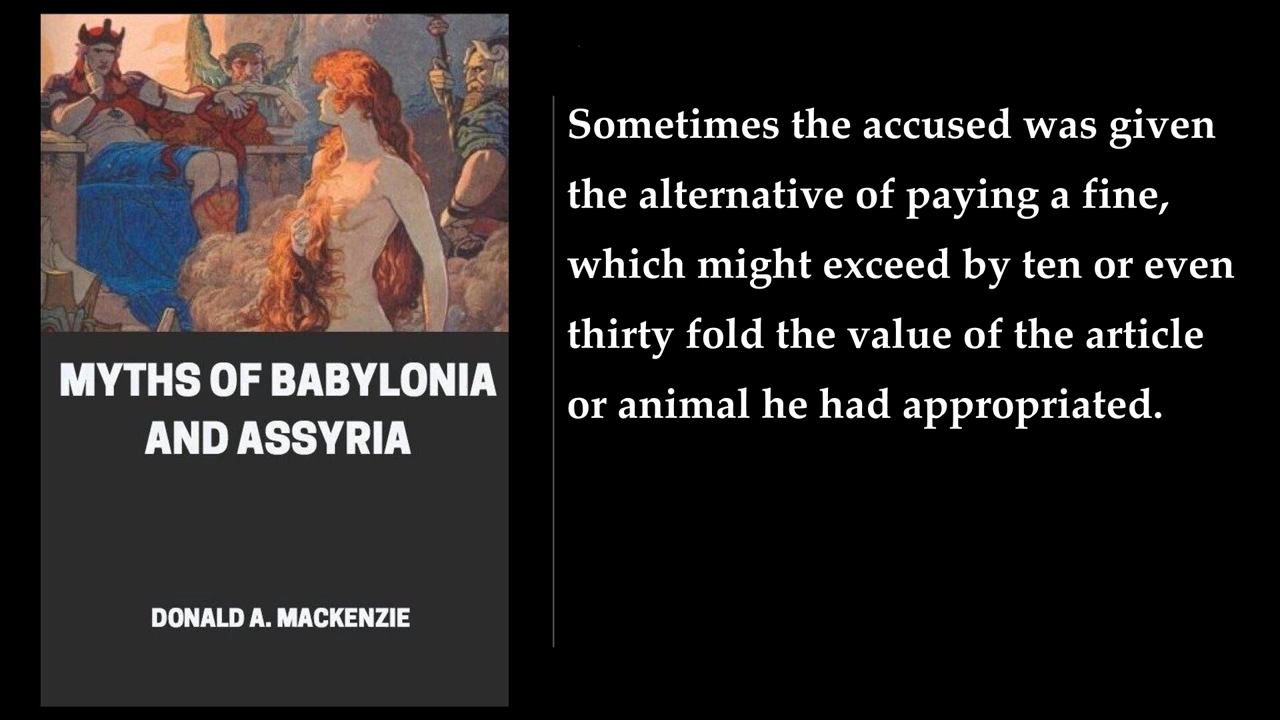 MYTHS OF BABYLONIA
AND ASSYRIA
DONALD A. MACKENZIE
Sometimes the accused was given
the alternative of paying a fine,
which might exceed by ten or even
thirty fold the value of the article
or animal he had appropriated.